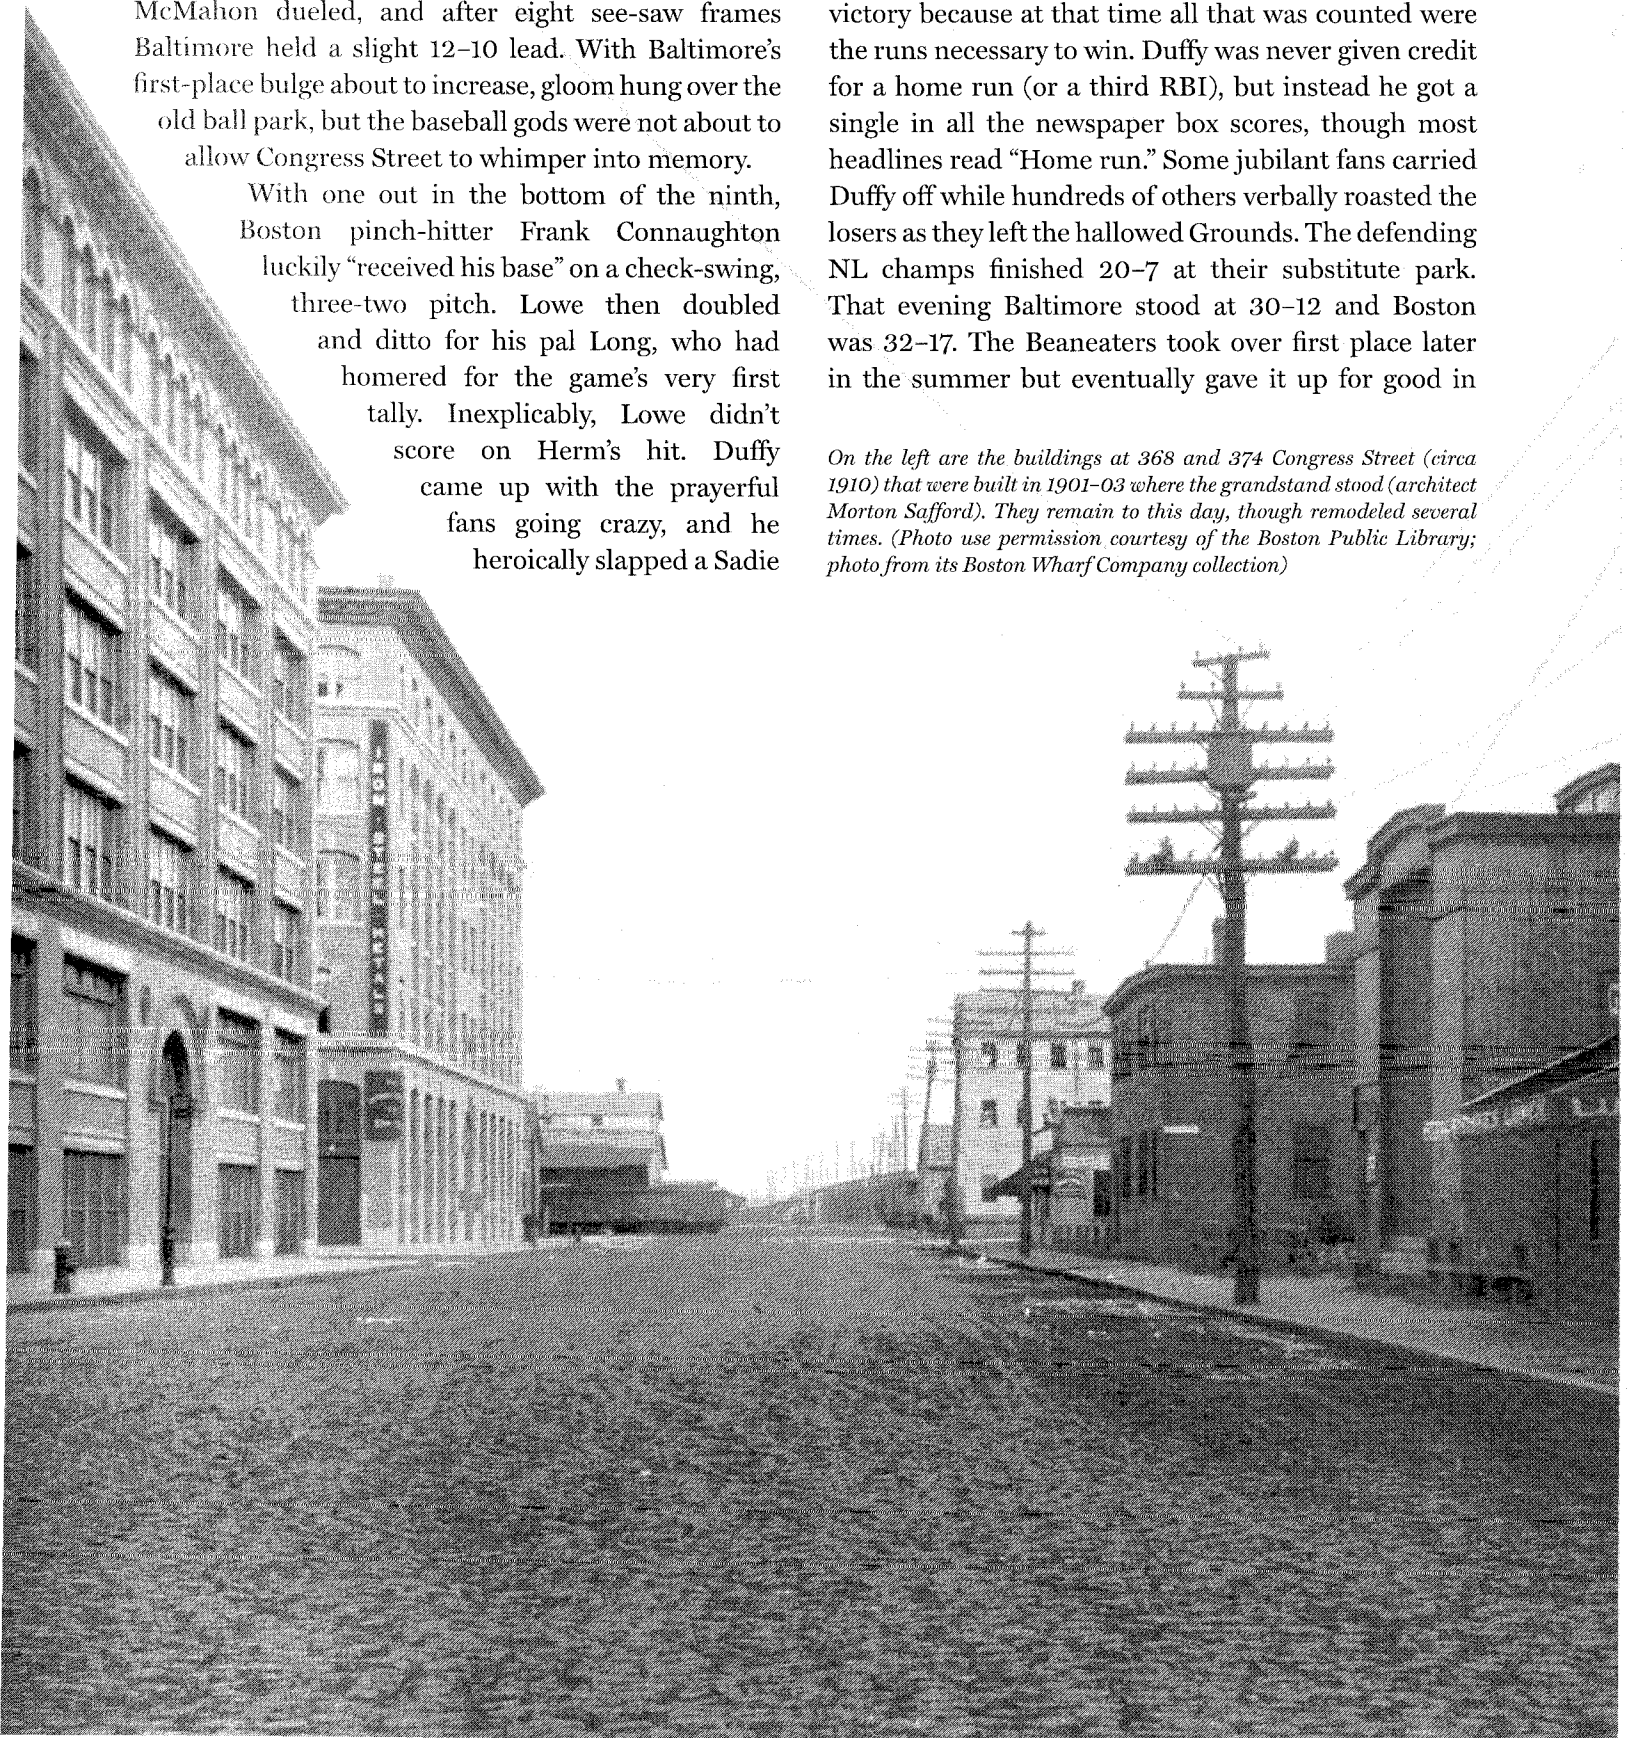 McMahon dueled, and after eight see-saw frames
Baltimore held a slight 12–10 lead. With Baltimore's
first-place bulge about to increase, gloom hung over the
old ball park, but the baseball gods were not about to
allow Congress Street to whimper into memory.
With one out in the bottom of the ninth,
Boston pinch-hitter Frank Connaughton
luckily “received his base” on a check-swing,
three-two pitch. Lowe then doubled
and ditto for his pal Long, who had
homered for the game's very first
tally. Inexplicably, Lowe didn't
score on Herm's hit. Duffy
came up with the prayerful
fans going crazy, and he
heroically slapped a Sadie
victory because at that time all that was counted were
the runs necessary to win. Duffy was never given credit
for a home run (or a third RBI), but instead he got a
single in all the newspaper box scores, though most
headlines read “Home run.” Some jubilant fans carried
Duffy off while hundreds of others verbally roasted the
losers as they left the hallowed Grounds. The defending
NL champs finished 20–7 at their substitute park.
That evening Baltimore stood at 30–12 and Boston
was 32–17. The Beaneaters took over first place later
in the summer but eventually gave it up for good in
On the left are the buildings at 368 and 374 Congress Street (circa
1910) that were built in 1901–03 where the grandstand stood (architect
Morton Safford). They remain to this day, though remodeled several
times. (Photo use permission courtesy of the Boston Public Library;
photo from its Boston Wharf Company collection)